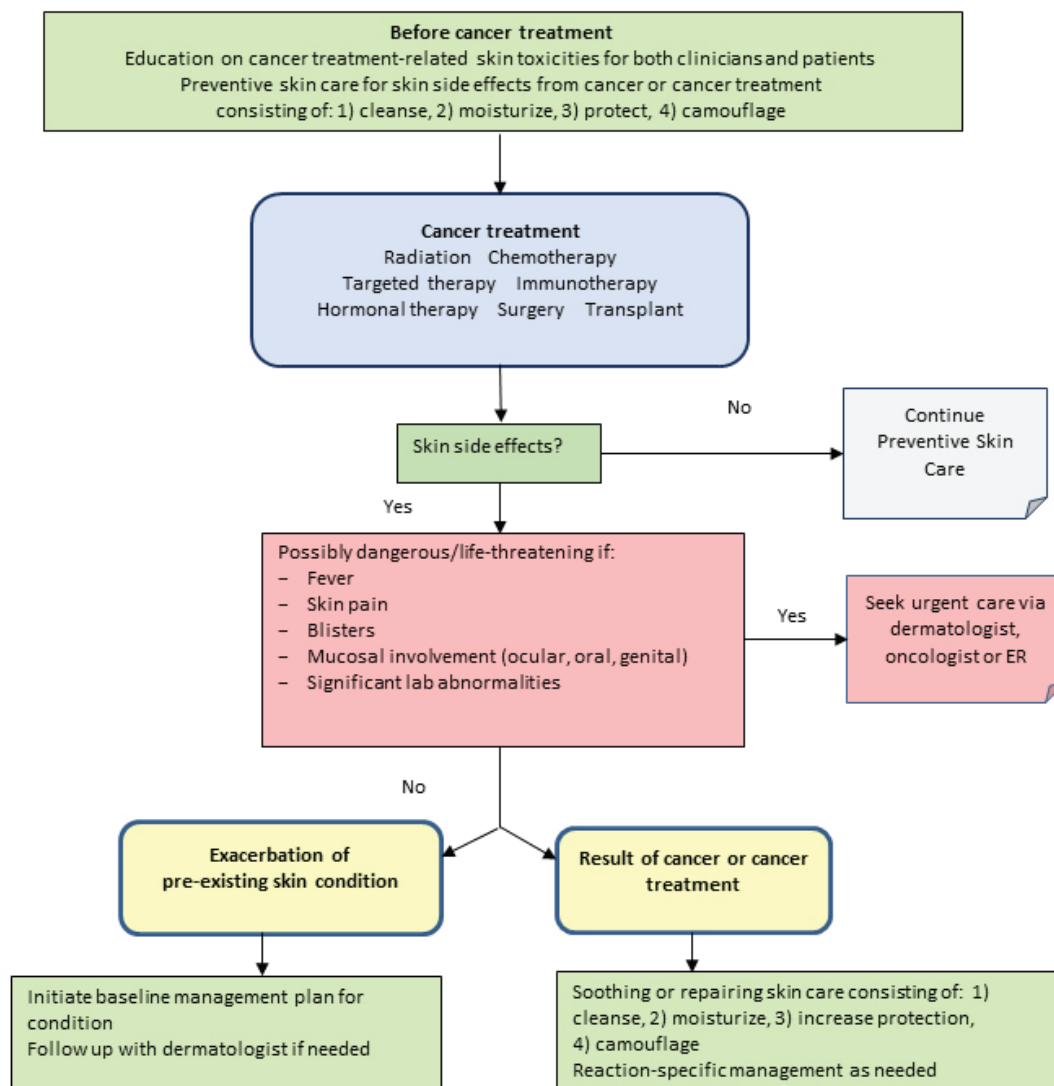 Before cancer treatment
Education on cancer treatment-related skin toxicities for both clinicians and patients
Preventive skin care for skin side effects from cancer or cancer treatment
consisting of: 1) cleanse, 2) moisturize, 3) protect, 4) camouflage
Cancer treatment
Radiation Chemotherapy
Targeted therapy Immunotherapy
Hormonal therapy Surgery Transplant
Skin side effects?
No
Continue
Preventive Skin
Care
Yes
Possibly dangerous/life-threatening if:
– Fever
– Skin pain
– Blisters
– Mucosal involvement (ocular, oral, genital)
– Significant lab abnormalities
Yes
Seek urgent care via
dermatologist,
oncologist or ER
No
Exacerbation of
pre-existing skin condition
Result of cancer or cancer
treatment
Initiate baseline management plan for
condition
Follow up with dermatologist if needed
Soothing or repairing skin care consisting of: 1)
cleanse, 2) moisturize, 3) increase protection,
4) camouflage
Reaction-specific management as needed